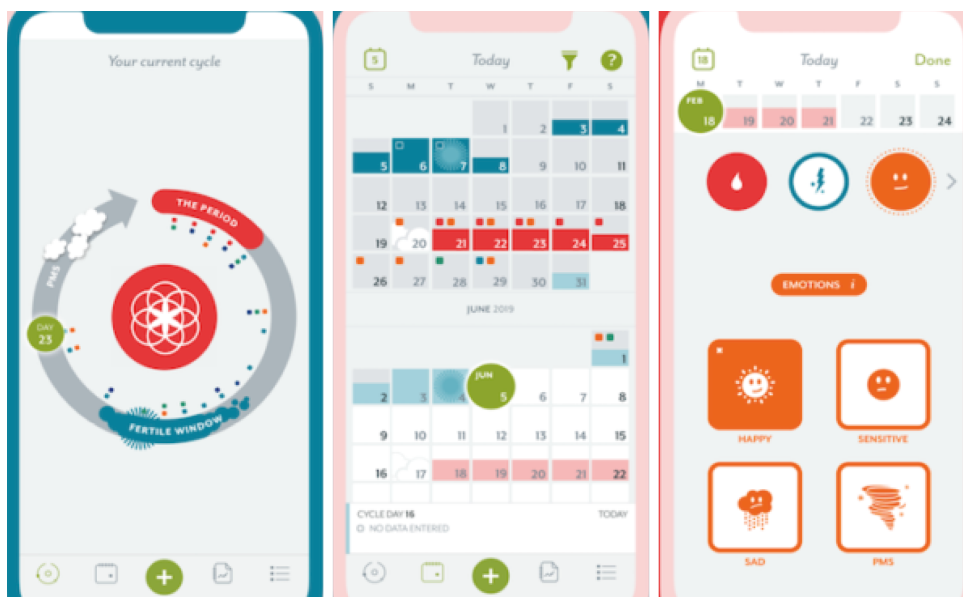 Your current cycle
THE PERIOD
PMS
DAY
23
FERTILE WINDOW
5
Today
?
S M T W T F S
1 2 3 4
5 6 7 8 9 10 11
12 13 14 15 16 17 18
19 20 21 22 23 24 25
26 27 28 29 30 31
JUNE 2019
1
2 3 4 JUN 5 6 7 8
9 10 11 12 13 14 15
16 17 18 19 20 21 22
CYCLE DAY 16 TODAY
NO DATA ENTERED
+
18
Today
Done
M T W T F S S
FEB
18 19 20 21 22 23 24
EMOTIONS i
HAPPY
SENSITIVE
SAD
PMS